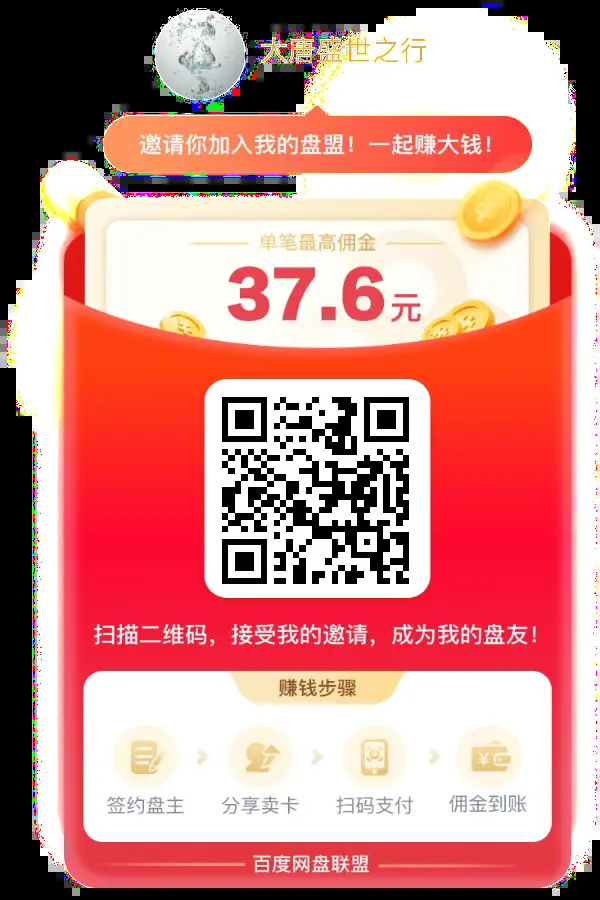 大唐盛世之行
邀请你加入我的盘盟！一起赚大钱！
单笔最高佣金
37.6元
扫描二维码，接受我的邀请，成为我的盘友！
赚钱步骤
签约盘主
分享卖卡
扫码支付
佣金到账
百度网盘联盟